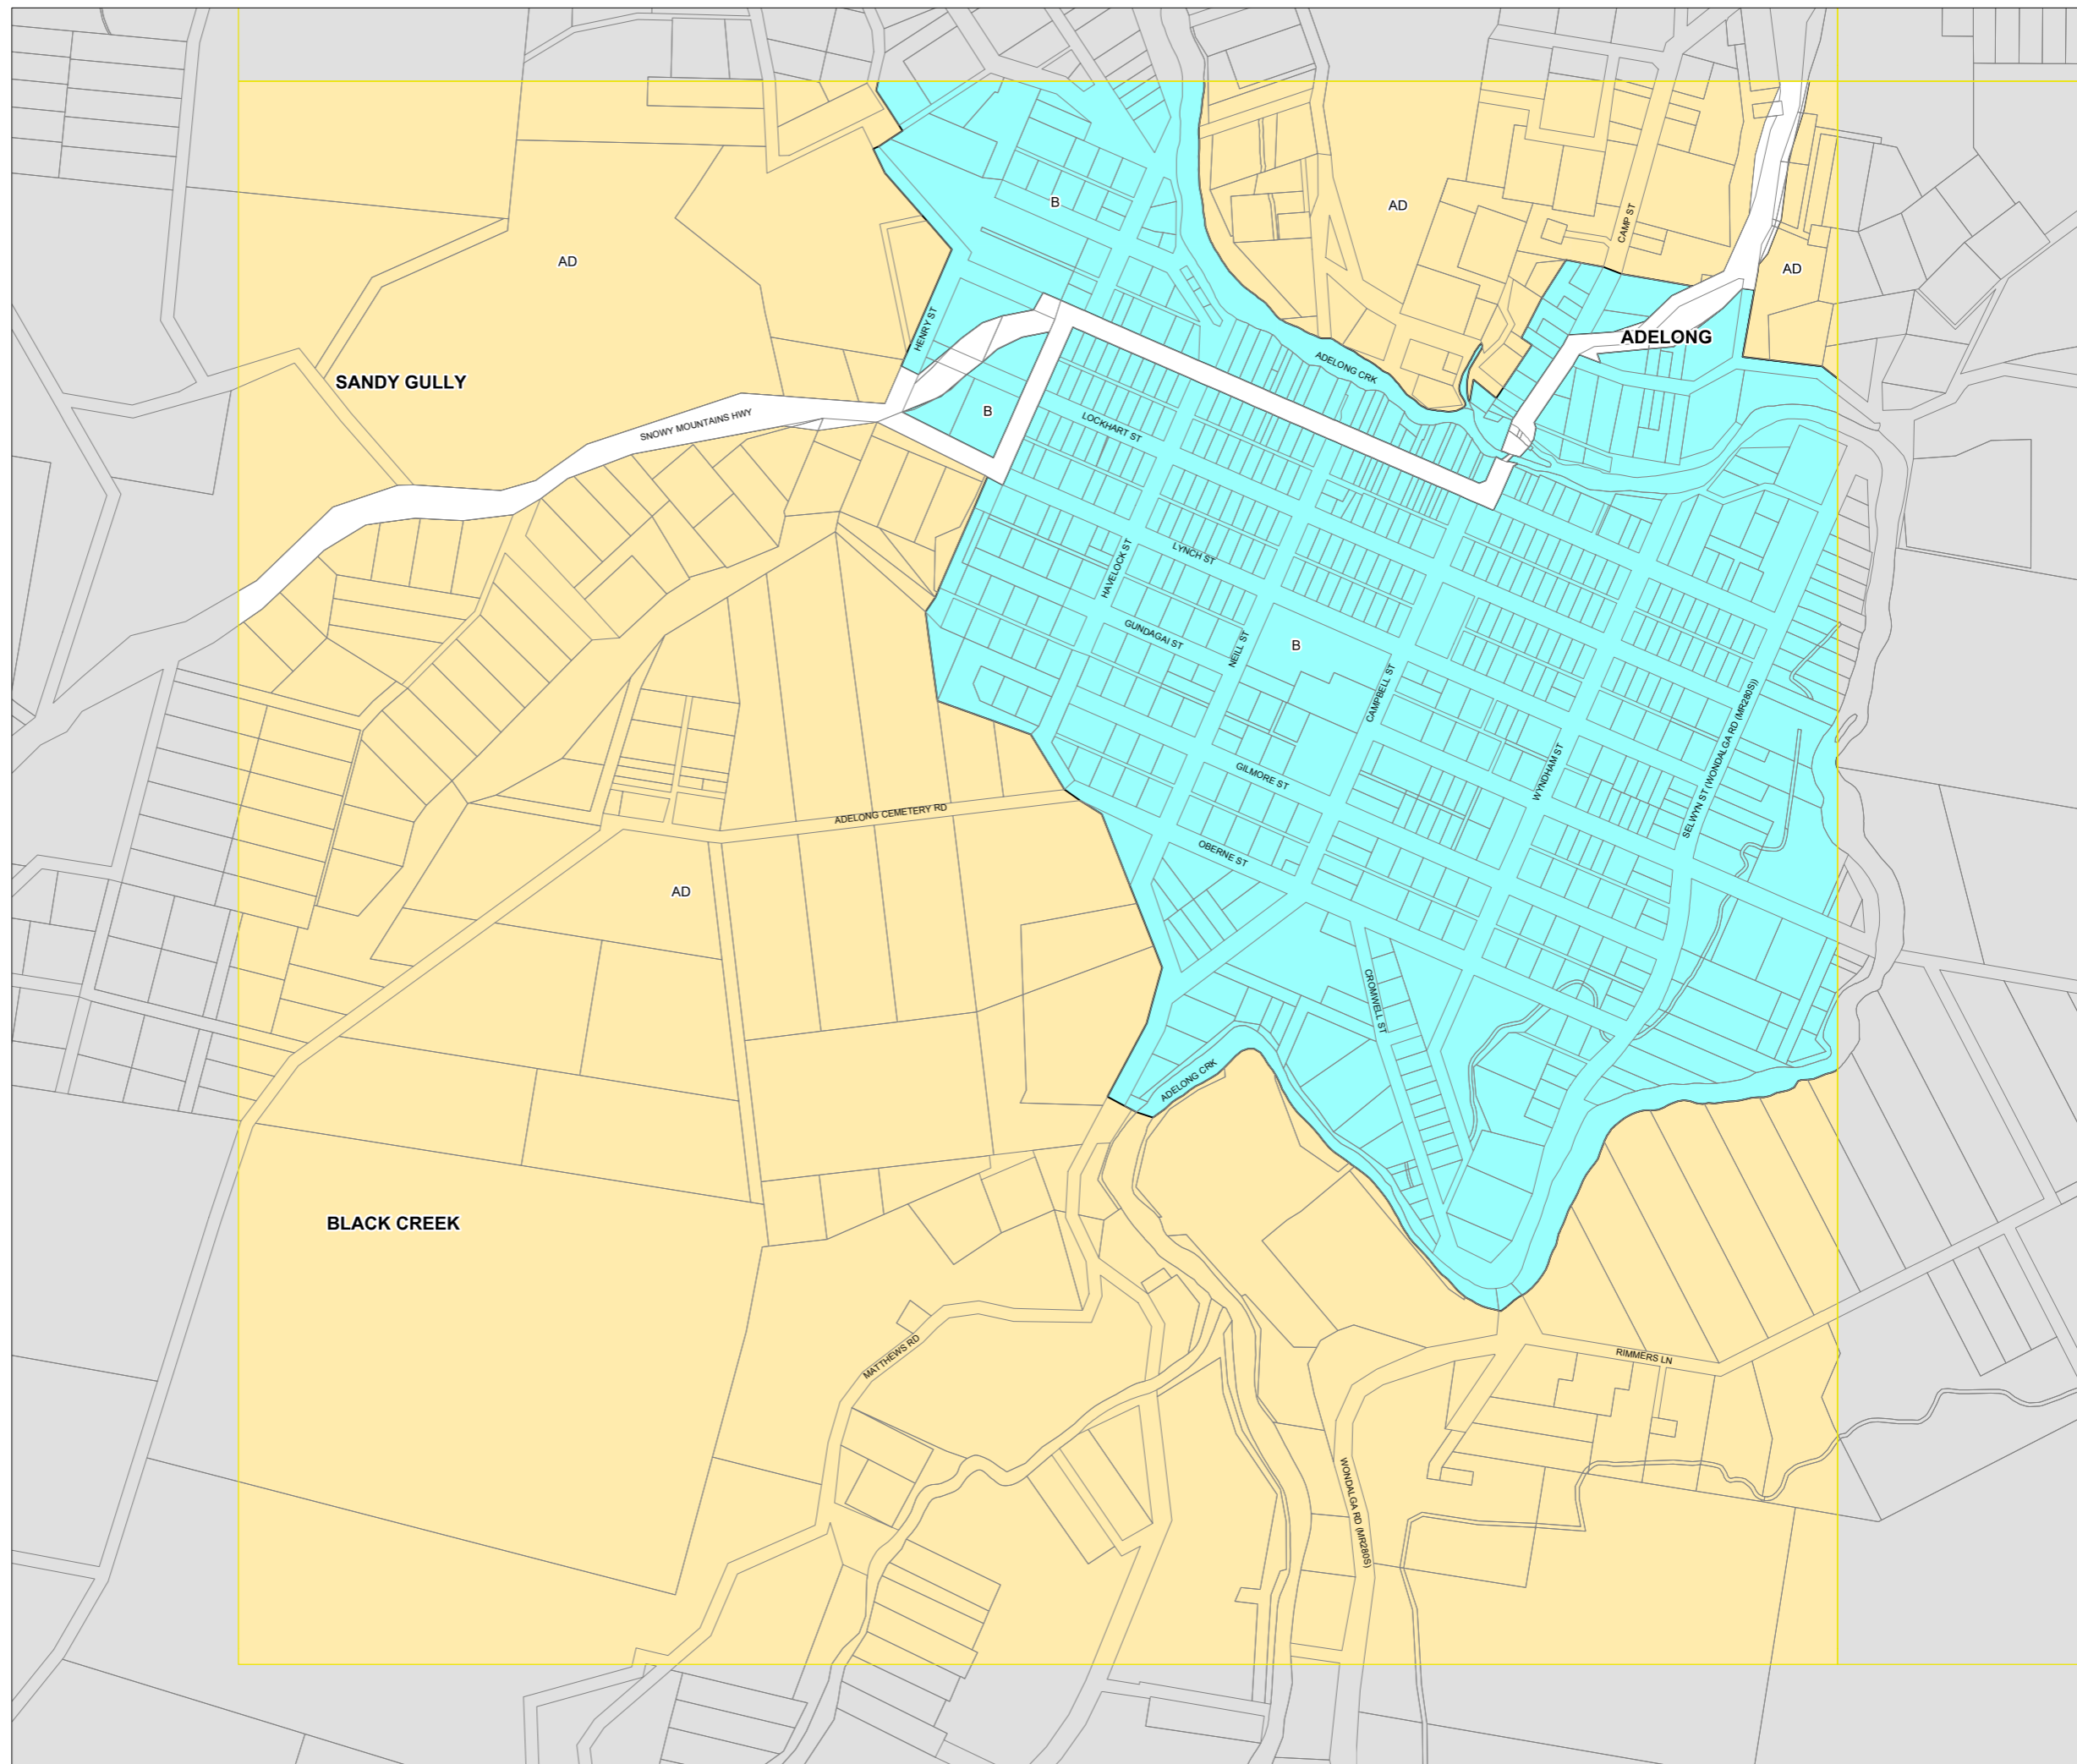 B
AD
CAMP ST
AD
AD
HENRY ST
ADELONG
ADELONG CRK
SANDY GULLY
B
SNOWY MOUNTAINS HWY
LOCKHART ST
LYNCH ST
HAVELOCK ST
GUNDAGAI ST
NEILL ST
B
CAMPBELL ST
SELWYN ST (WONDALGA RD (MR280S))
WYNDHAM ST
GILMORE ST
ADELONG CEMETERY RD
OBERNE ST
AD
CROMWELL ST
ADELONG CRK
BLACK CREEK
MATTHEWS RD
RIMMERS LN
WONDALGA RD (MR280S)